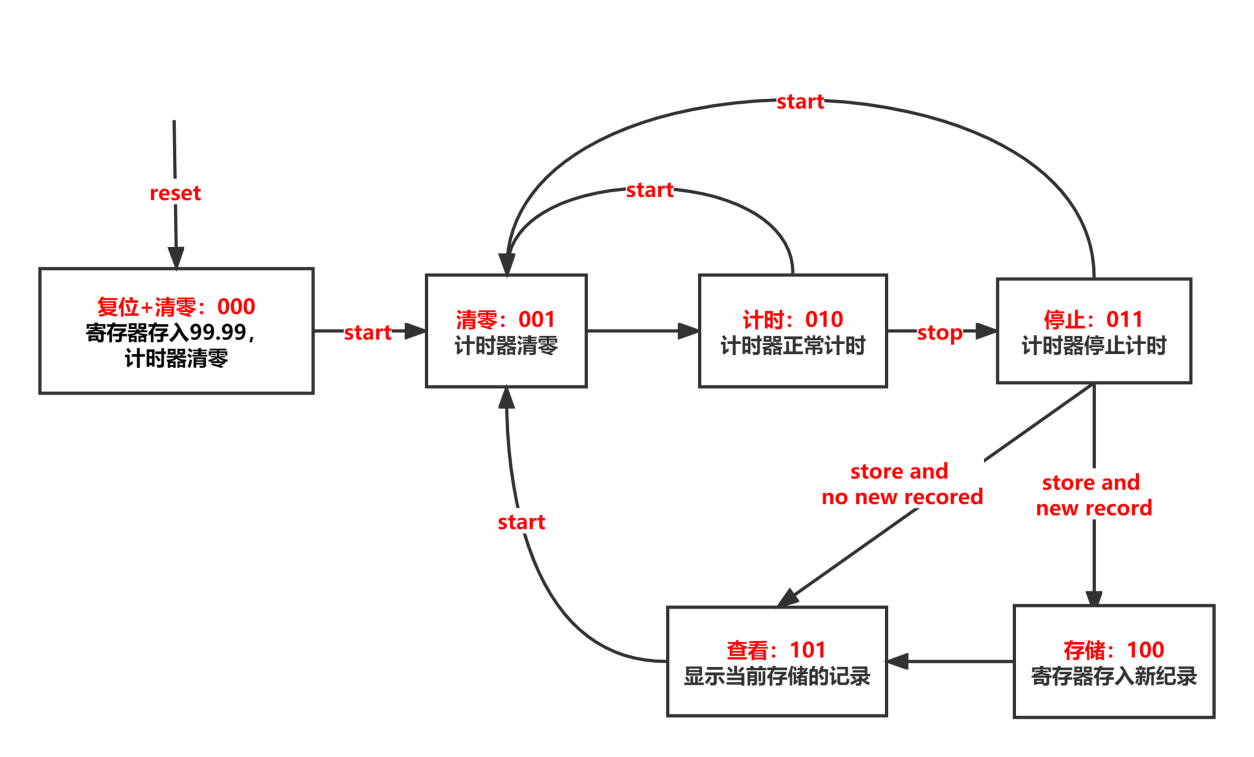 start
start
reset
复位+清零：000
寄存器存入99.99，
计时器清零
start
清零：001
计时器清零
计时：010
计时器正常计时
stop
停止：011
计时器停止计时
store and
no new recored
store and
new record
start
查看：101
显示当前存储的记录
存储：100
寄存器存入新纪录